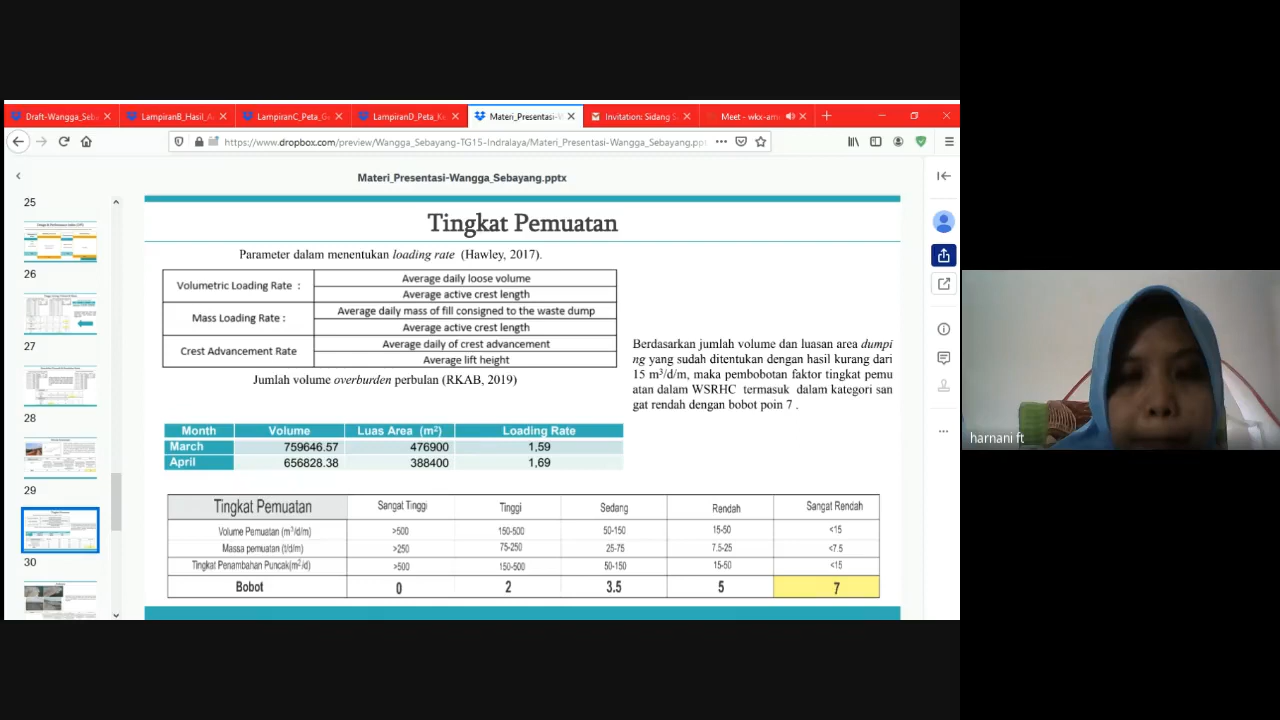 Draft-Wangga_Seb
LampiranB_Hasil_A
LampiranC_Peta_G
LampiranD_Peta_K
Materi_Presentasi-
Invitation: Sidang S
Meet – wkx-am
https://www.dropbox.com/preview/Wangga_Sebayang-TG15-Indralaya/Materi_Presentasi-Wangga_Sebayang.pp
Materi_Presentasi-Wangga_Sebayang.pptx
25
26
27
28
29
30
Tingkat Pemuatan
Parameter dalam menentukan loading rate (Hawley, 2017).
Volumetric Loading Rate : Average daily loose volume
Average active crest length
Mass Loading Rate : Average daily mass of fill consigned to the waste dump
Average active crest length
Crest Advancement Rate Average daily of crest advancement
Average lift height
Jumlah volume overburden perbulan (RKAB, 2019)
Berdasarkan jumlah volume dan luasan area dumpi
ng yang sudah ditentukan dengan hasil kurang dari
15 m³/d/m, maka pembobotan faktor tingkat pemu
atan dalam WSRHC termasuk dalam kategori san
gat rendah dengan bobot poin 7 .
Month Volume Luas Area (m²) Loading Rate
March 759646.57 476900 1,59
April 656828.38 388400 1,69
Tingkat Pemuatan Sangat Tinggi Tinggi Sedang Rendah Sangat Rendah
Volume Pemuatan (m³/d/m) >500 150-500 50-150 15-50 <15
Massa pemuatan (t/d/m) >250 75-250 25-75 7.5-25 <7.5
Tingkat Penambahan Puncak(m²/d) >500 150-500 50-150 15-50 <15
Bobot 0 2 3.5 5 7
harnani ft